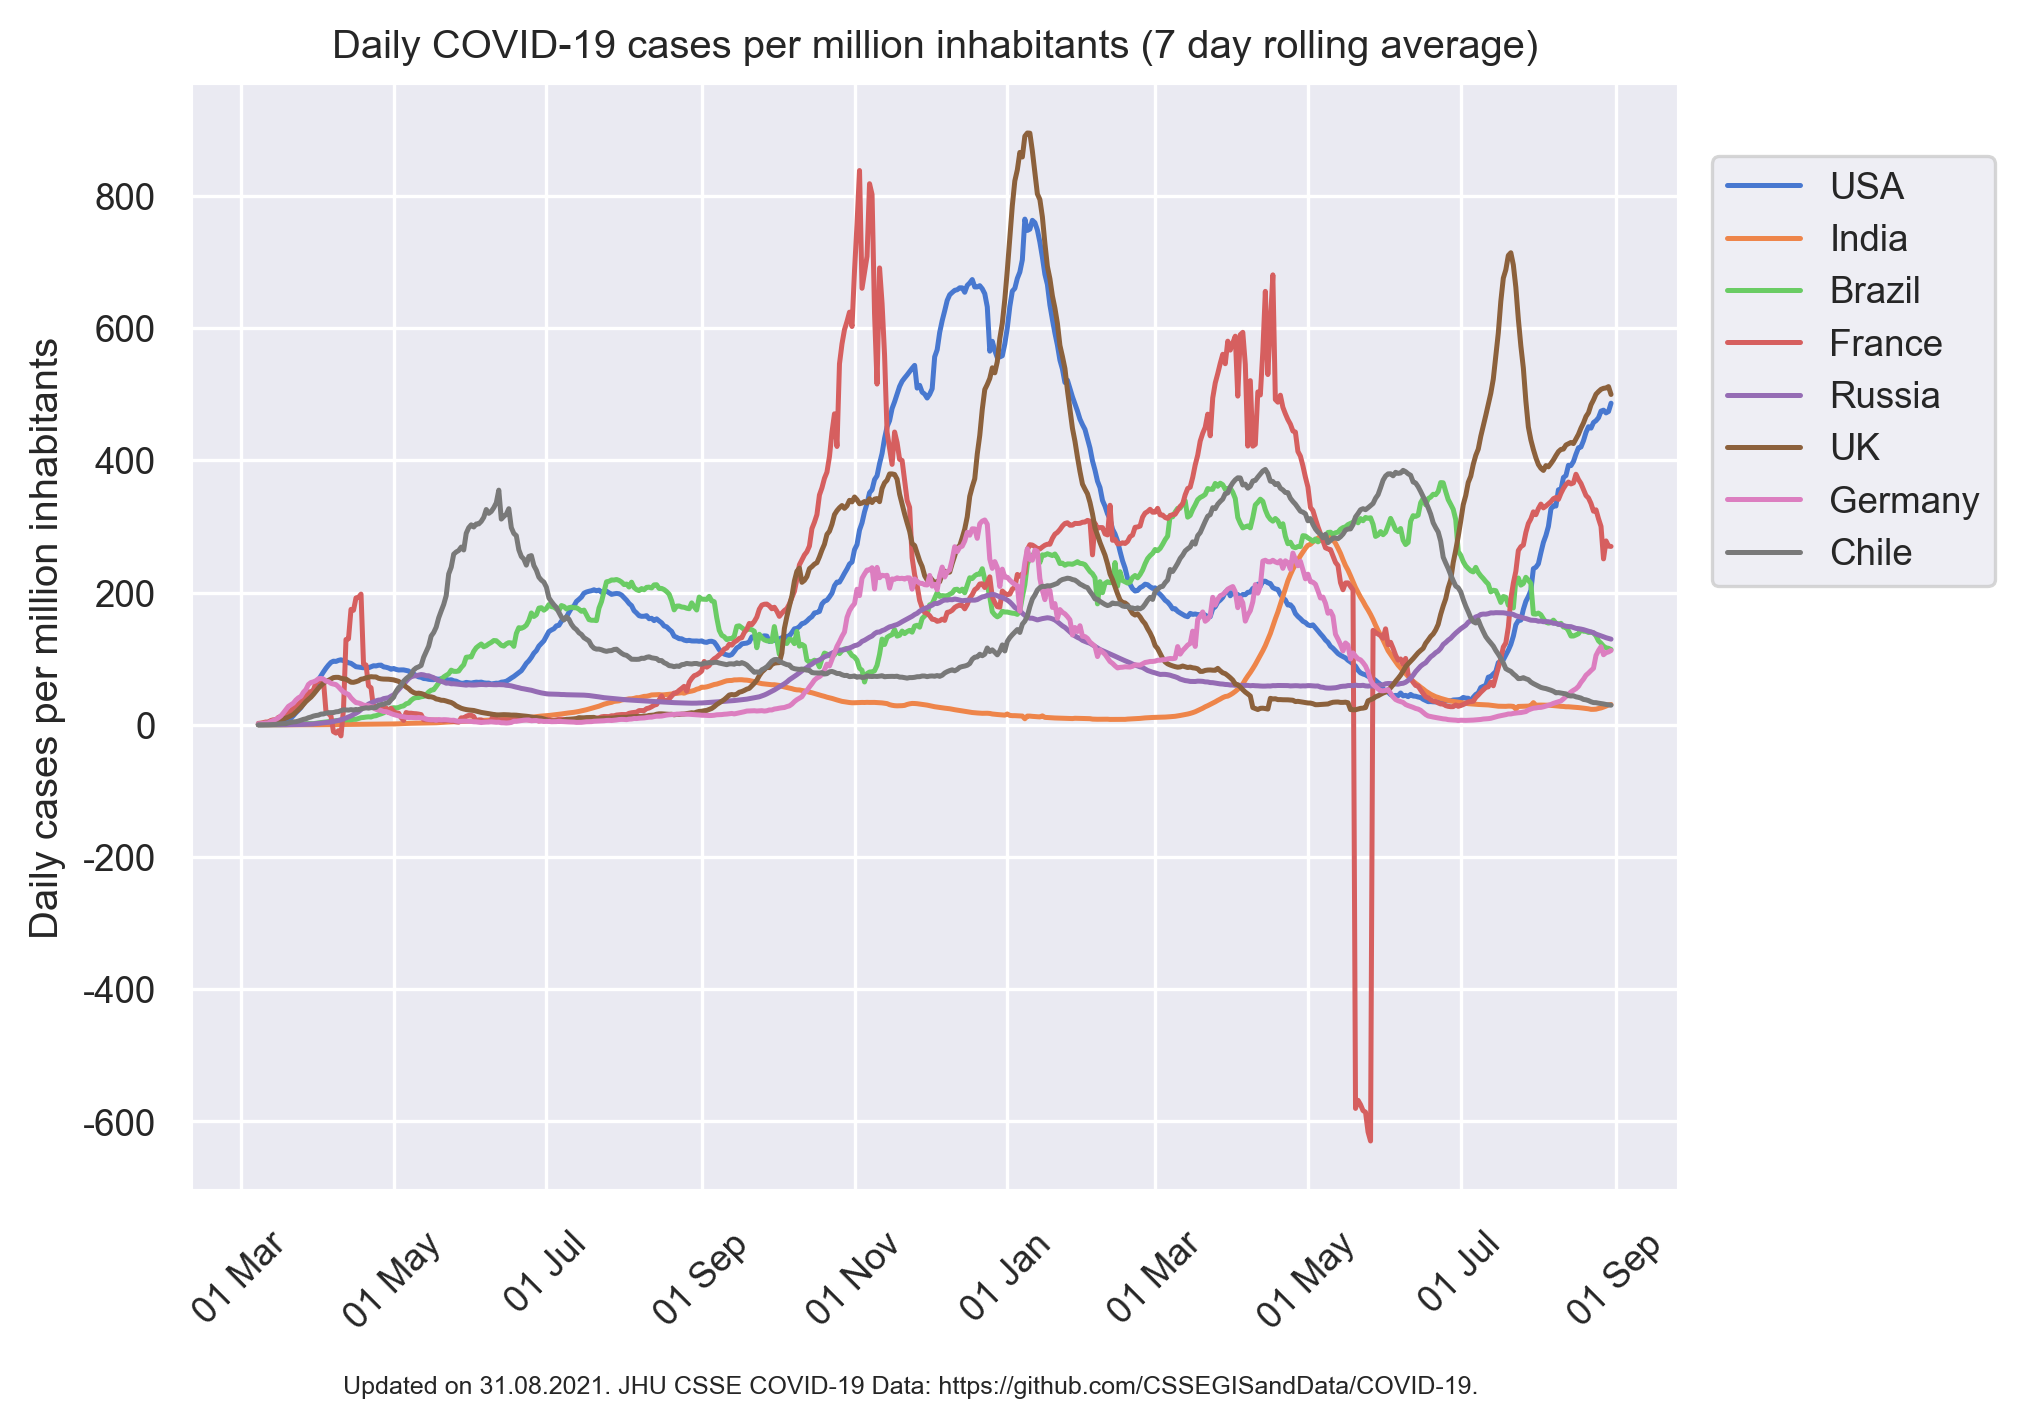 Daily COVID-19 cases per million inhabitants (7 day rolling average)
Daily cases per million inhabitants
800
600
400
200
0
-200
-400
-600
01 Mar
01 May
01 Jul
01 Sep
01 Nov
01 Jan
01 Mar
01 May
01 Jul
01 Sep
USA
India
Brazil
France
Russia
UK
Germany
Chile
Updated on 31.08.2021. JHU CSSE COVID-19 Data: https://github.com/CSSEGISandData/COVID-19.